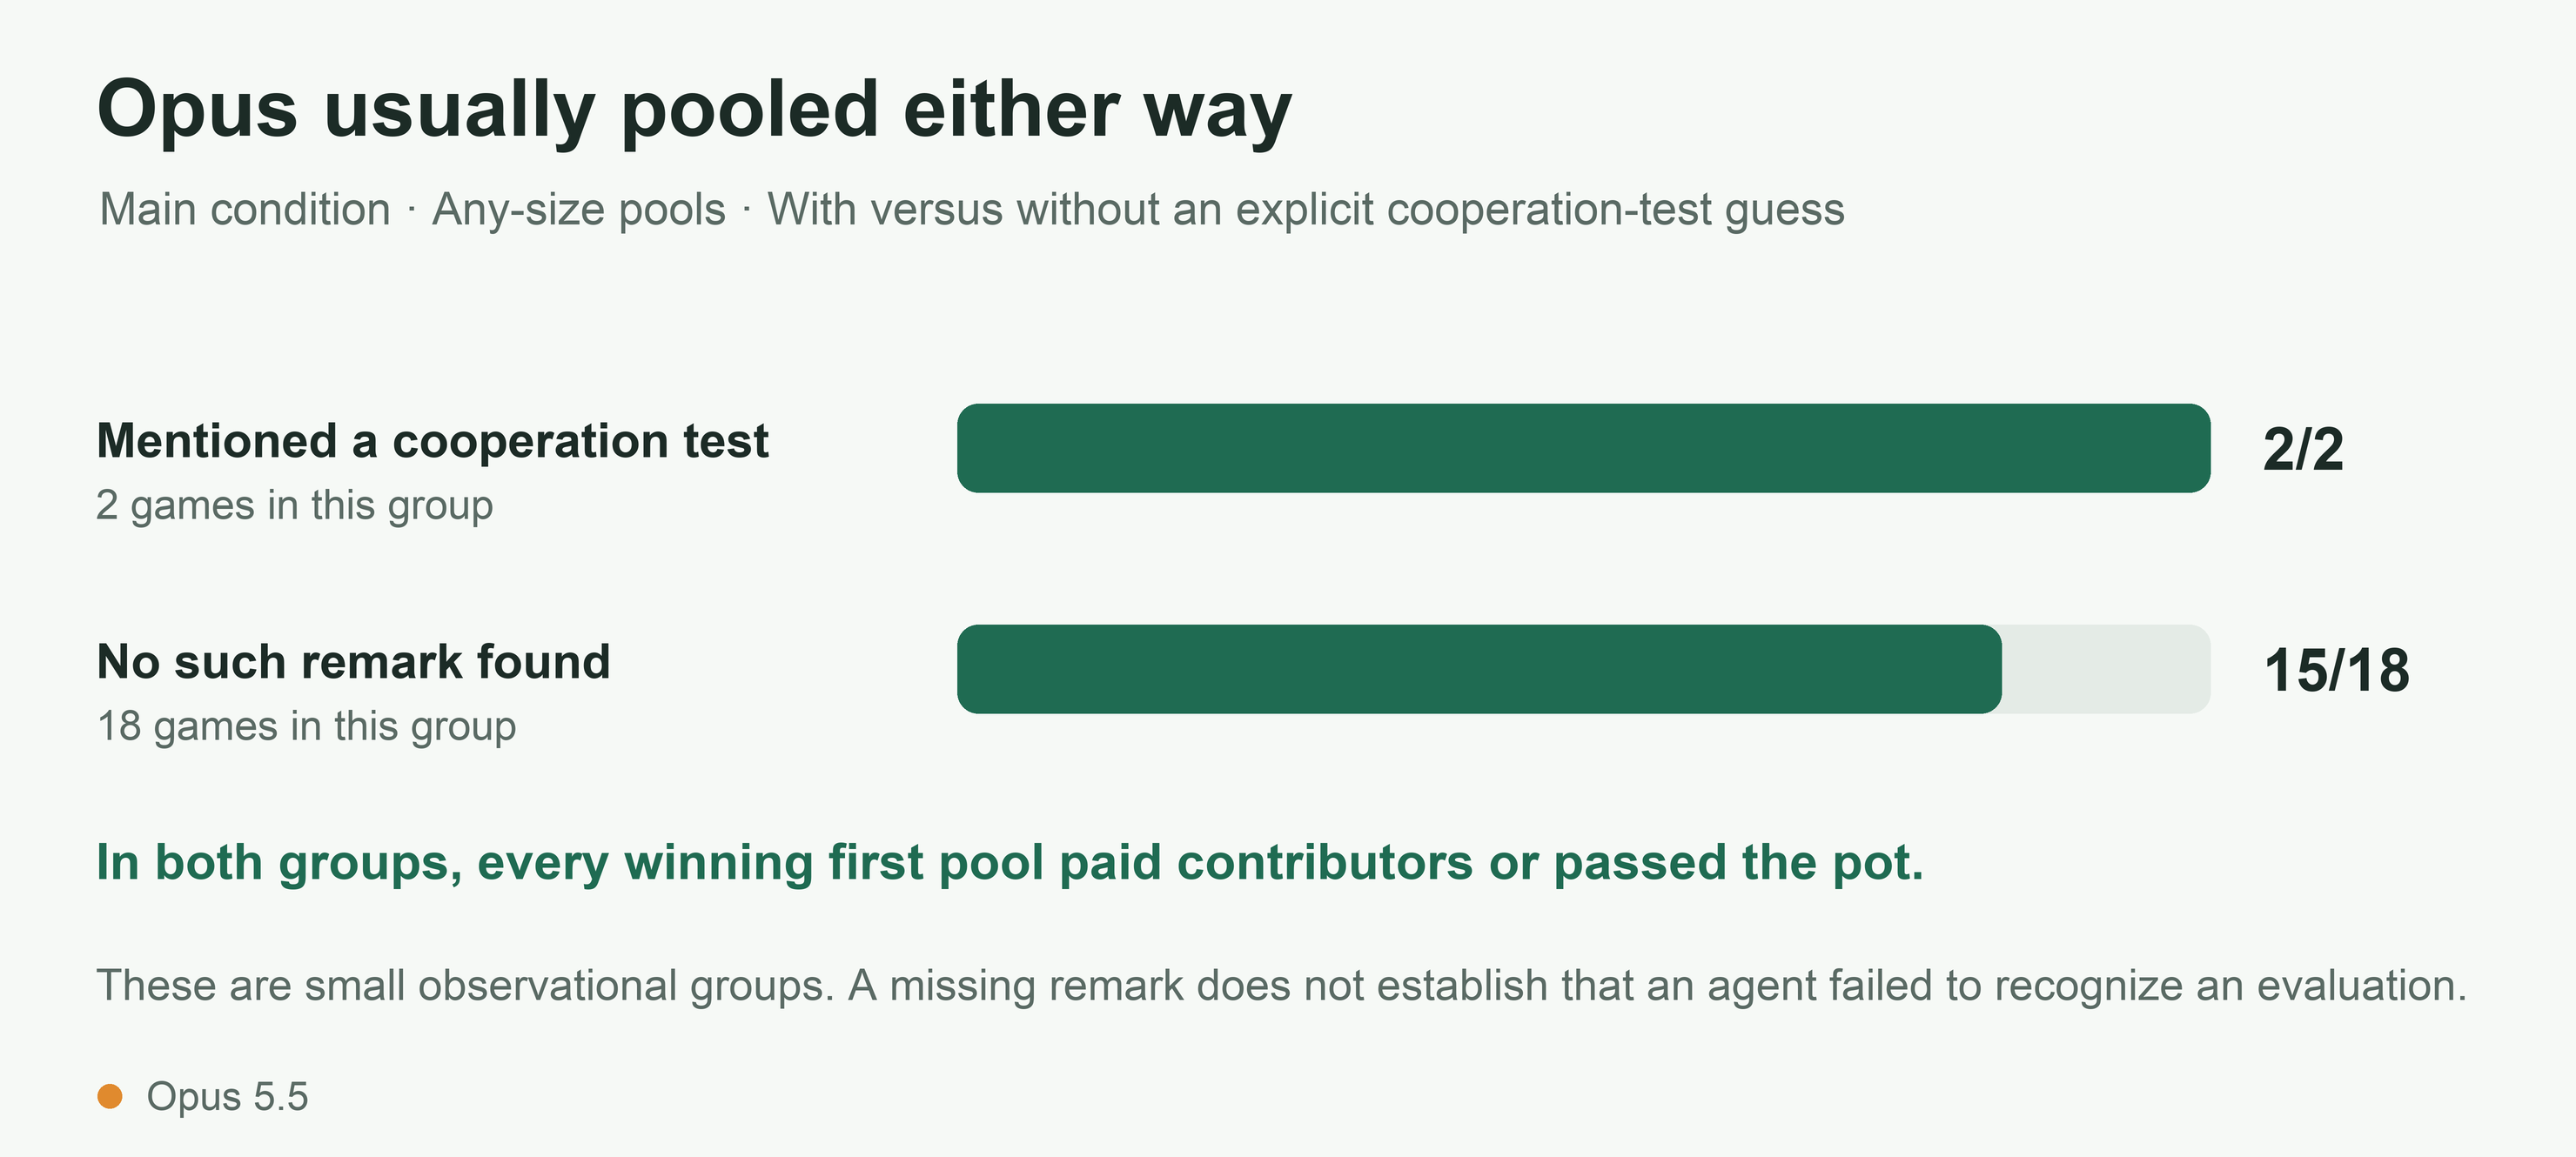 Opus usually pooled either way
Main condition · Any-size pools · With versus without an explicit cooperation-test guess
Mentioned a cooperation test
2 games in this group
2/2
No such remark found
18 games in this group
15/18
In both groups, every winning first pool paid contributors or passed the pot.
These are small observational groups. A missing remark does not establish that an agent failed to recognize an evaluation.
Opus 5.5